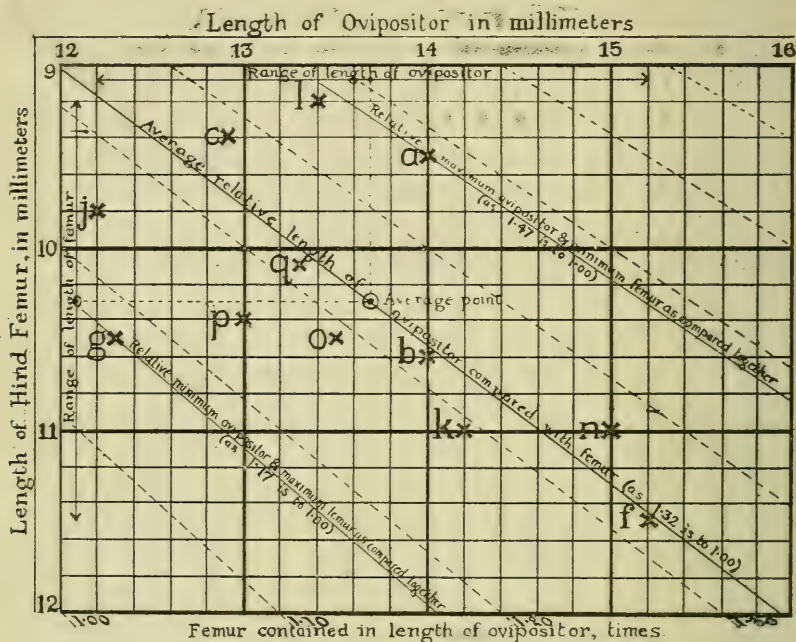 Length of Ovipositor in millimeters
12 13 14 15 16
Range of length of ovipositor
Length of Hind Femur, in millimeters
9
10
11
12
Range of length of femur
Average relative length of ovipositor compared with femur (as 1.32 is to 1.00)
Relative maximum ovipositor & minimum femur as compared together
(as 1.47 is to 1.00)
Relative minimum ovipositor & maximum femur as compared together
(as 1.17 is to 1.00)
Average point
l
c
a
j
q
p
o
b
g
k
n
f
1.00 1.10 1.20
Femur contained in length of ovipositor, times.